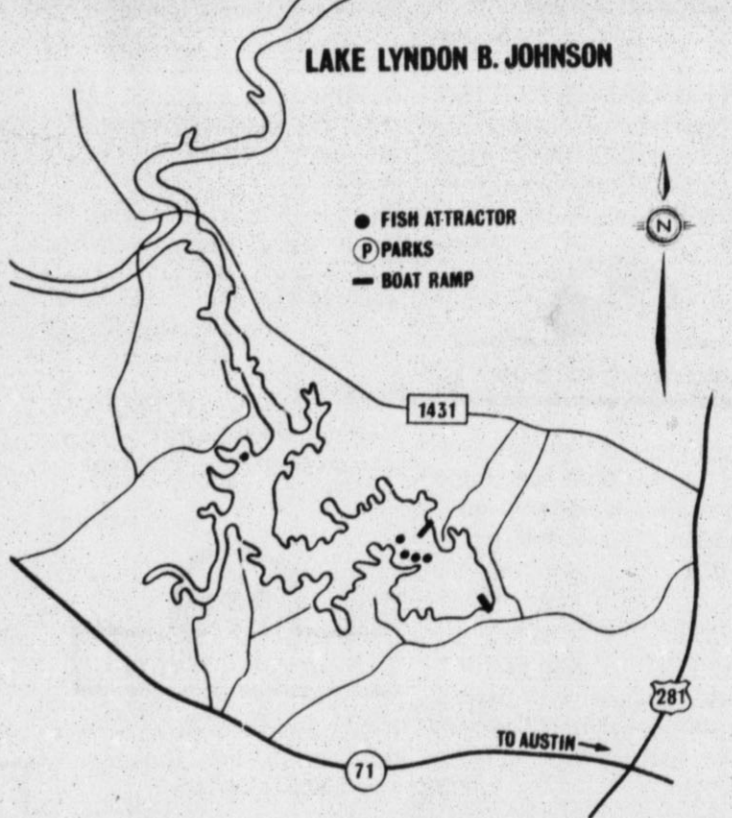 LAKE LYNDON B. JOHNSON
FISH ATTRACTOR
P PARKS
BOAT RAMP
N
1431
281
TO AUSTIN
71